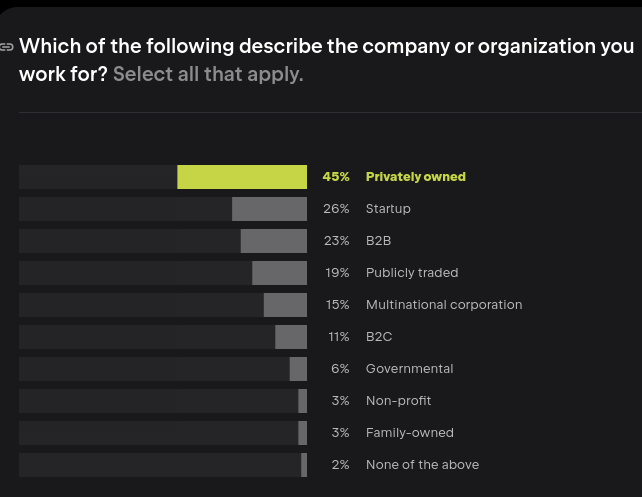 Which of the following describe the company or organization you
work for? Select all that apply.
45% Privately owned
26% Startup
23% B2B
19% Publicly traded
15% Multinational corporation
11% B2C
6% Governmental
3% Non-profit
3% Family-owned
2% None of the above